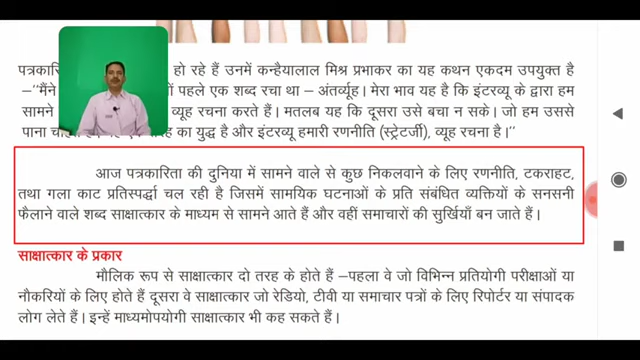 पत्रकारि हो रहे हैं उनमें कन्हैयालाल मिश्र प्रभाकर का यह कथन एकदम उपयुक्त है
–"मैंने ों पहले एक शब्द रचा था – अंतर्व्यूह। मेरा भाव यह है कि इंटरव्यू के द्वारा हम
सामने व्यूह रचना करते हैं। मतलब यह कि दूसरा उसे बचा न सके। जो हम उससे
पाना का युद्ध है और इंटरव्यू हमारी रणनीति (स्ट्रेटर्जी), व्यूह रचना है।"
आज पत्रकारिता की दुनिया में सामने वाले से कुछ निकलवाने के लिए रणनीति, टकराहट,
तथा गला काट प्रतिस्पर्द्धा चल रही है जिसमें सामयिक घटनाओं के प्रति संबंधित व्यक्तियों के सनसनी
फैलाने वाले शब्द साक्षात्कार के माध्यम से सामने आते हैं और वहीं समाचारों की सुर्खियाँ बन जाते हैं।
साक्षात्कार के प्रकार
मौलिक रूप से साक्षात्कार दो तरह के होते हैं –पहला वे जो विभिन्न प्रतियोगी परीक्षाओं या
नौकरियों के लिए होते हैं दूसरा वे साक्षात्कार जो रेडियो, टीवी या समाचार पत्रों के लिए रिपोर्टर या संपादक
लोग लेते हैं। इन्हें माध्यमोपयोगी साक्षात्कार भी कह सकते हैं।